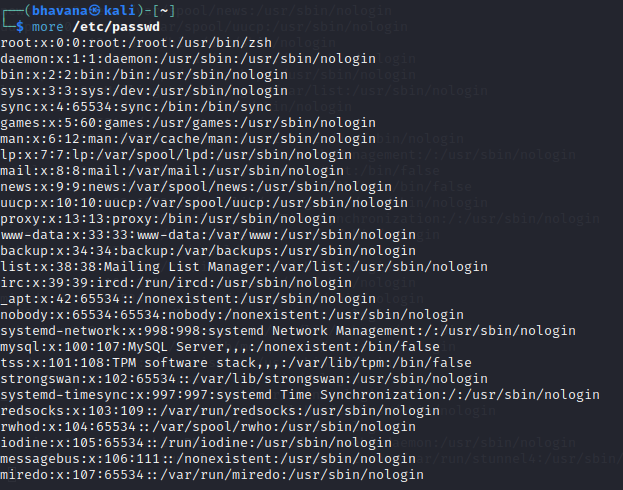 ┌──(bhavana㉿kali)-[~]
└─$ more /etc/passwd
root:x:0:0:root:/root:/usr/bin/zsh
daemon:x:1:1:daemon:/usr/sbin:/usr/sbin/nologin
bin:x:2:2:bin:/bin:/usr/sbin/nologin
sys:x:3:3:sys:/dev:/usr/sbin/nologin
sync:x:4:65534:sync:/bin:/bin/sync
games:x:5:60:games:/usr/games:/usr/sbin/nologin
man:x:6:12:man:/var/cache/man:/usr/sbin/nologin
lp:x:7:7:lp:/var/spool/lpd:/usr/sbin/nologin
mail:x:8:8:mail:/var/mail:/usr/sbin/nologin
news:x:9:9:news:/var/spool/news:/usr/sbin/nologin
uucp:x:10:10:uucp:/var/spool/uucp:/usr/sbin/nologin
proxy:x:13:13:proxy:/bin:/usr/sbin/nologin
www-data:x:33:33:www-data:/var/www:/usr/sbin/nologin
backup:x:34:34:backup:/var/backups:/usr/sbin/nologin
list:x:38:38:Mailing List Manager:/var/list:/usr/sbin/nologin
irc:x:39:39:ircd:/run/ircd:/usr/sbin/nologin
_apt:x:42:65534::/nonexistent:/usr/sbin/nologin
nobody:x:65534:65534:nobody:/nonexistent:/usr/sbin/nologin
systemd-network:x:998:998:systemd Network Management:/:/usr/sbin/nologin
mysql:x:100:107:MySQL Server,,,:/nonexistent:/bin/false
tss:x:101:108:TPM software stack,,,:/var/lib/tpm:/bin/false
strongswan:x:102:65534::/var/lib/strongswan:/usr/sbin/nologin
systemd-timesync:x:997:997:systemd Time Synchronization:/:/usr/sbin/nologin
redsocks:x:103:109::/var/run/redsocks:/usr/sbin/nologin
rwhod:x:104:65534::/var/spool/rwho:/usr/sbin/nologin
iodine:x:105:65534::/run/iodine:/usr/sbin/nologin
messagebus:x:106:111::/nonexistent:/usr/sbin/nologin
miredo:x:107:65534::/var/run/miredo:/usr/sbin/nologin